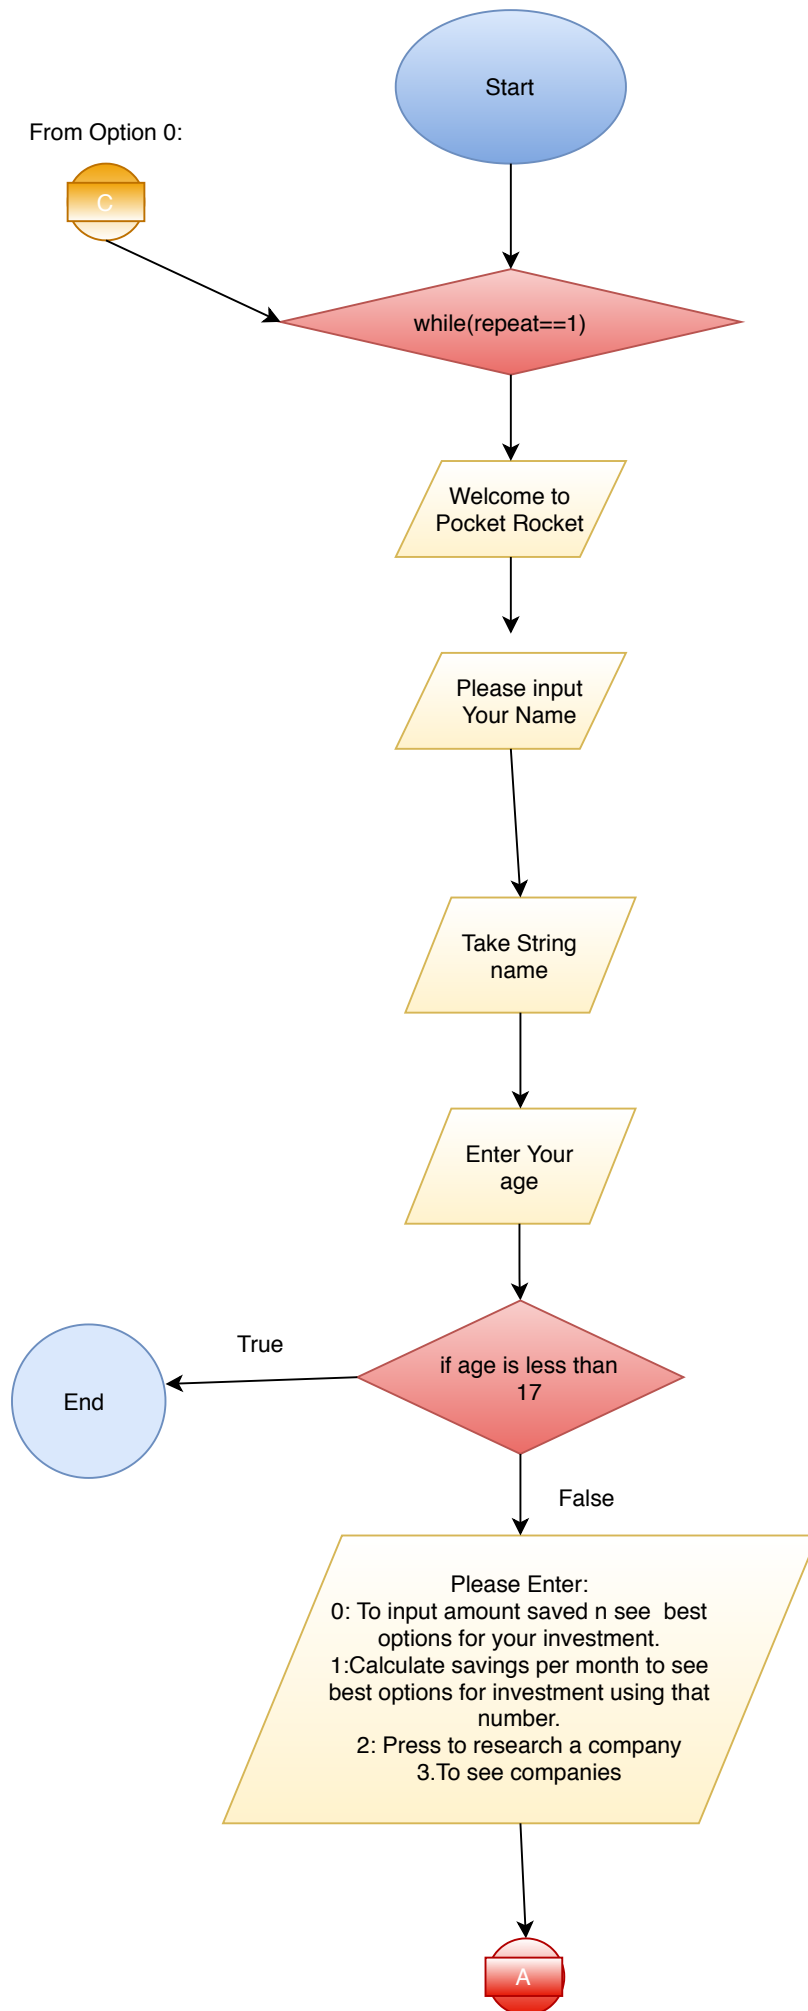 Start
From Option 0:
C
while(repeat==1)
Welcome to
Pocket Rocket
Please input
Your Name
Take String
name
Enter Your
age
True
if age is less than
17
End
False
Please Enter:
0: To input amount saved n see  best
options for your investment.
1:Calculate savings per month to see
best options for investment using that
number.
2: Press to research a company
3.To see companies
A